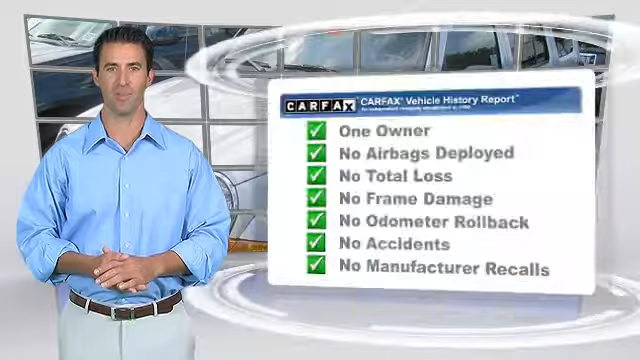 CARFAX CARFAX® Vehicle History Report™
One Owner
No Airbags Deployed
No Total Loss
No Frame Damage
No Odometer Rollback
No Accidents
No Manufacturer Recalls